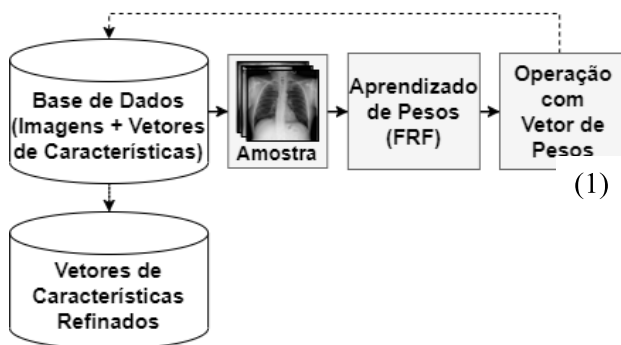 Base de Dados
(Imagens + Vetores
de Características)
Amostra
Aprendizado
de Pesos
(FRF)
Operação
com
Vetor de
Pesos
(1)
Vetores de
Características
Refinados